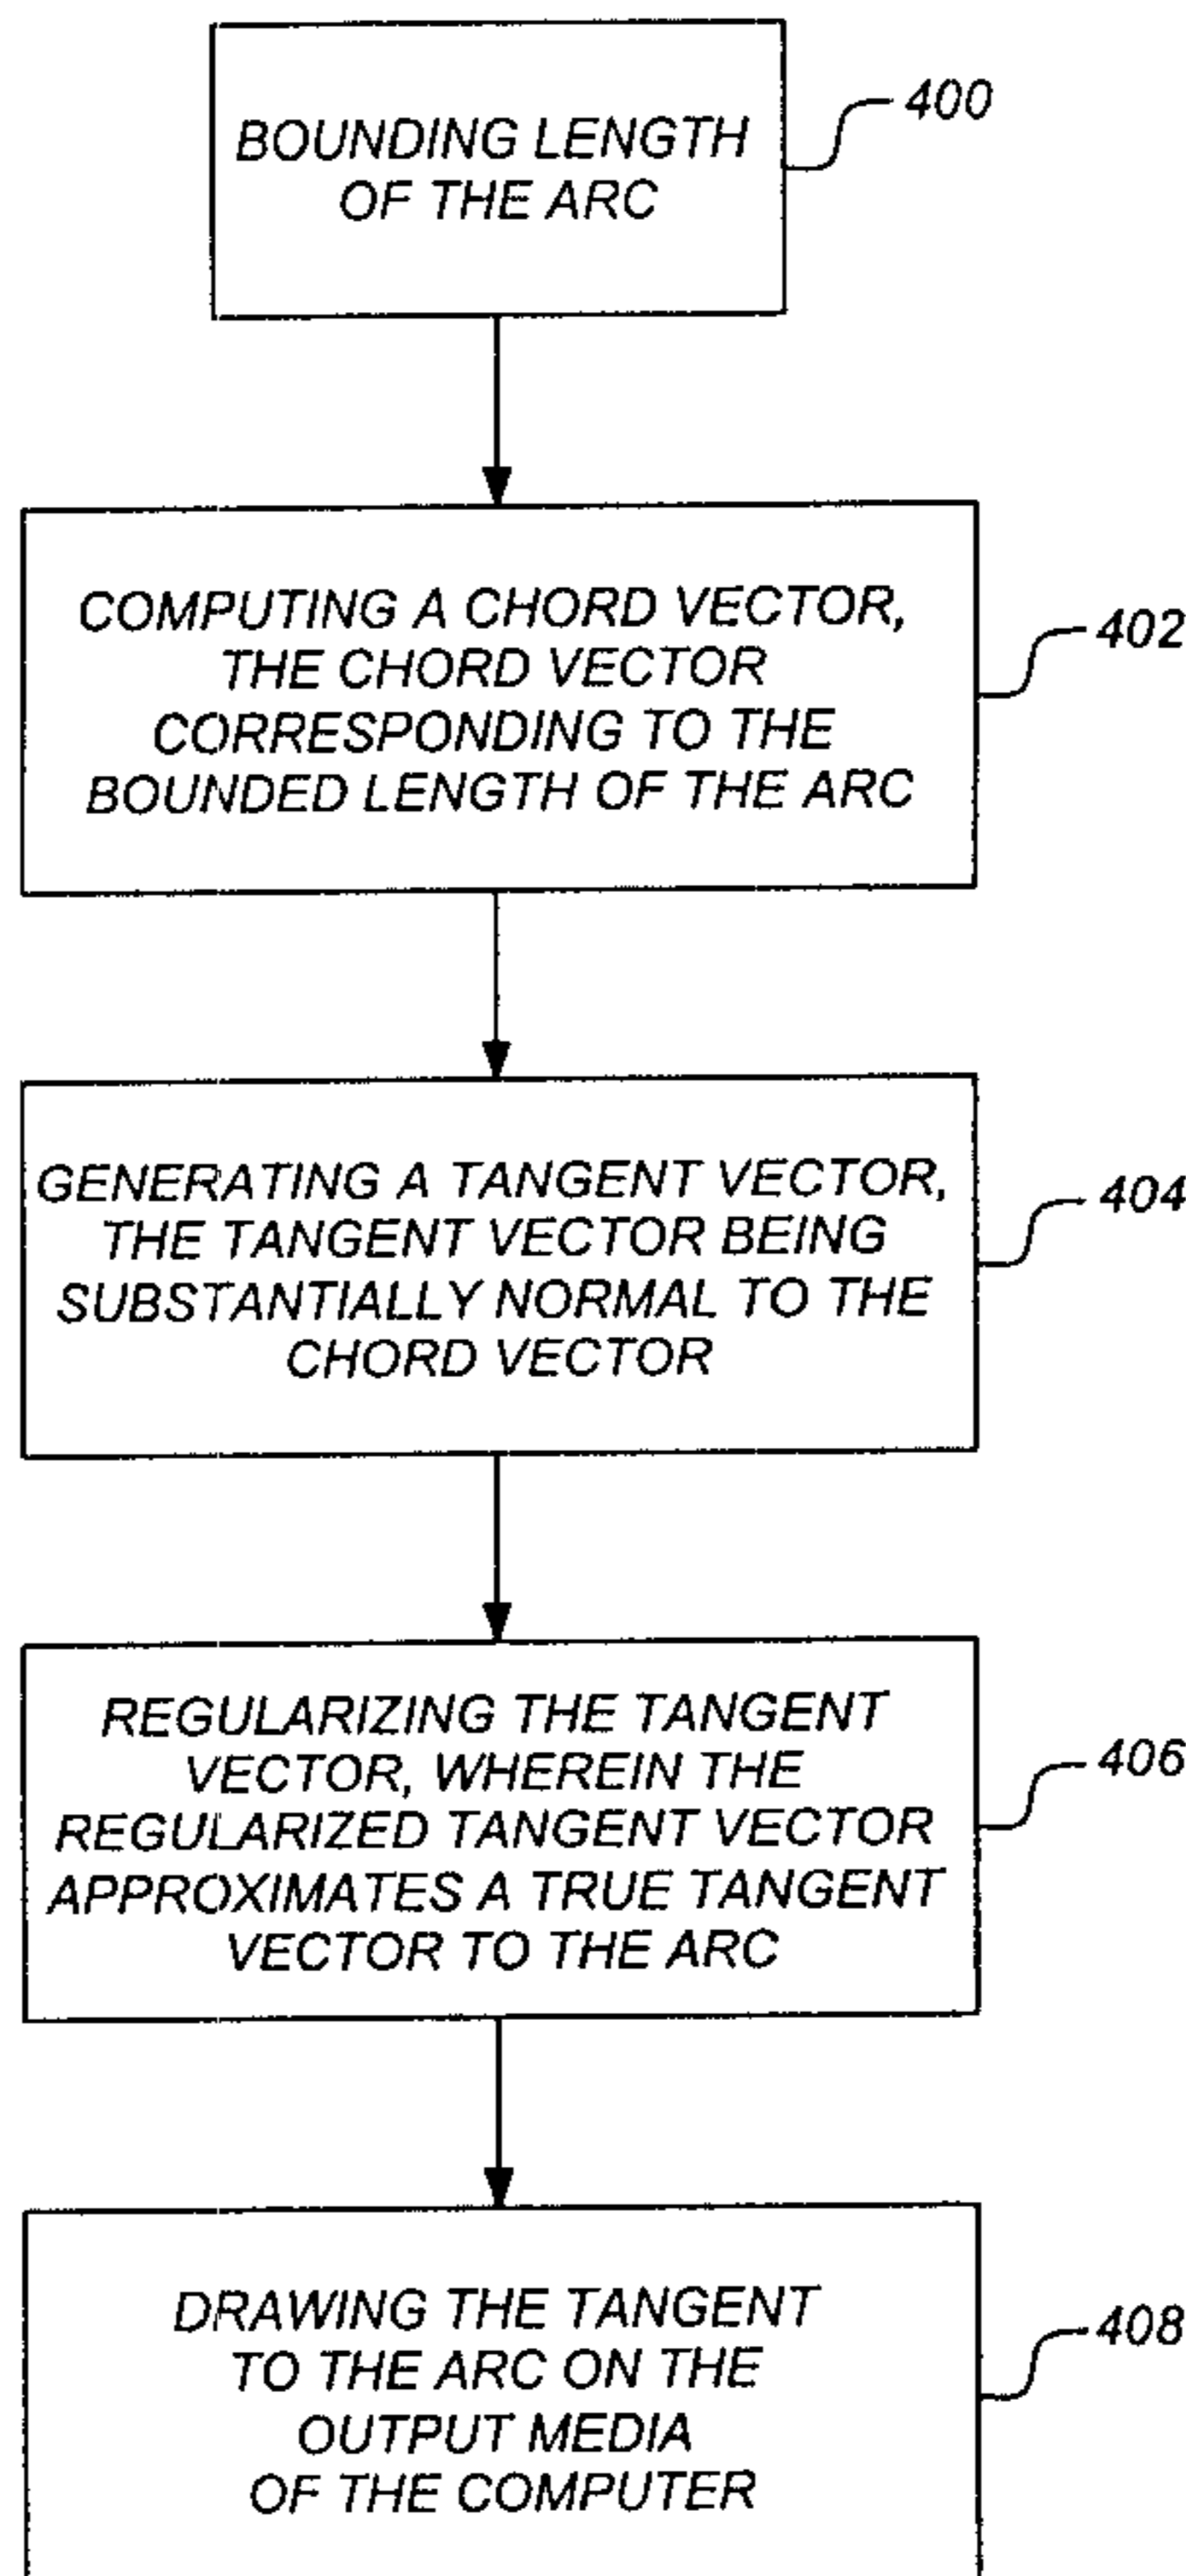 BOUNDING LENGTH
OF THE ARC
400
COMPUTING A CHORD VECTOR,
THE CHORD VECTOR
CORRESPONDING TO THE
BOUNDED LENGTH OF THE ARC
402
GENERATING A TANGENT VECTOR,
THE TANGENT VECTOR BEING
SUBSTANTIALLY NORMAL TO THE
CHORD VECTOR
404
REGULARIZING THE TANGENT
VECTOR, WHEREIN THE
REGULARIZED TANGENT VECTOR
APPROXIMATES A TRUE TANGENT
VECTOR TO THE ARC
406
DRAWING THE TANGENT
TO THE ARC ON THE
OUTPUT MEDIA
OF THE COMPUTER
408